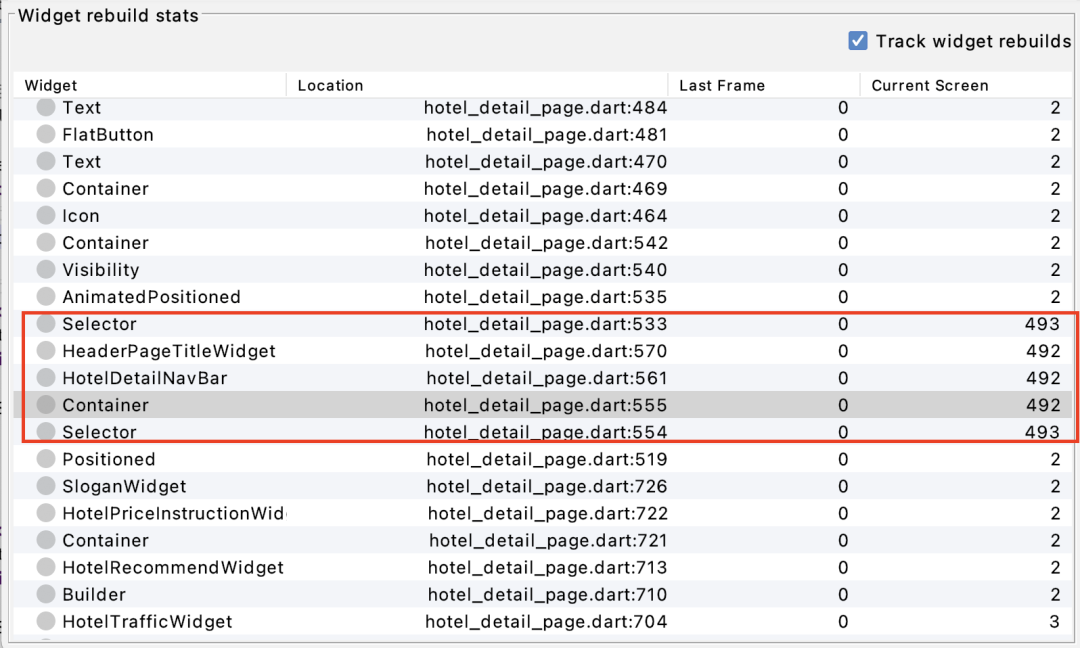 Widget rebuild stats
Track widget rebuilds
Widget Location Last Frame Current Screen
Text hotel_detail_page.dart:484 0 2
FlatButton hotel_detail_page.dart:481 0 2
Text hotel_detail_page.dart:470 0 2
Container hotel_detail_page.dart:469 0 2
Icon hotel_detail_page.dart:464 0 2
Container hotel_detail_page.dart:542 0 2
Visibility hotel_detail_page.dart:540 0 2
AnimatedPositioned hotel_detail_page.dart:535 0 2
Selector hotel_detail_page.dart:533 0 493
HeaderPageTitleWidget hotel_detail_page.dart:570 0 492
HotelDetailNavBar hotel_detail_page.dart:561 0 492
Container hotel_detail_page.dart:555 0 492
Selector hotel_detail_page.dart:554 0 493
Positioned hotel_detail_page.dart:519 0 2
SloganWidget hotel_detail_page.dart:726 0 2
HotelPriceInstructionWid hotel_detail_page.dart:722 0 2
Container hotel_detail_page.dart:721 0 2
HotelRecommendWidget hotel_detail_page.dart:713 0 2
Builder hotel_detail_page.dart:710 0 2
HotelTrafficWidget hotel_detail_page.dart:704 0 3